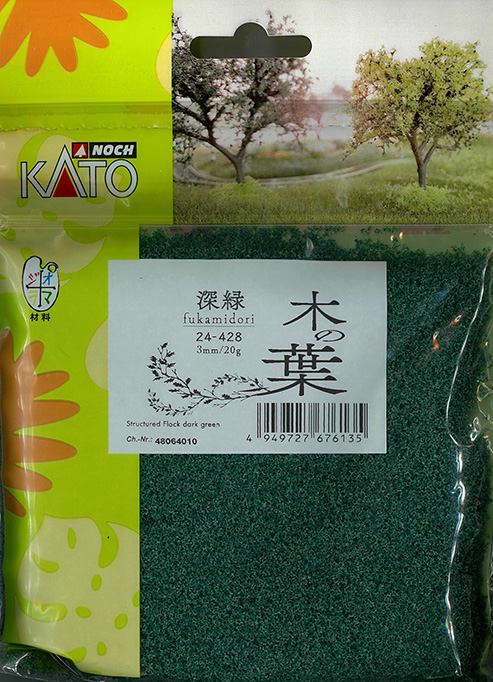 NOCH
KATO
ジオラマ
材料
深緑
fukamidori
24-428
3mm/20g
木の葉
Structured Flock dark green
Ch.-Nr.: 48064010
4 949727 676135